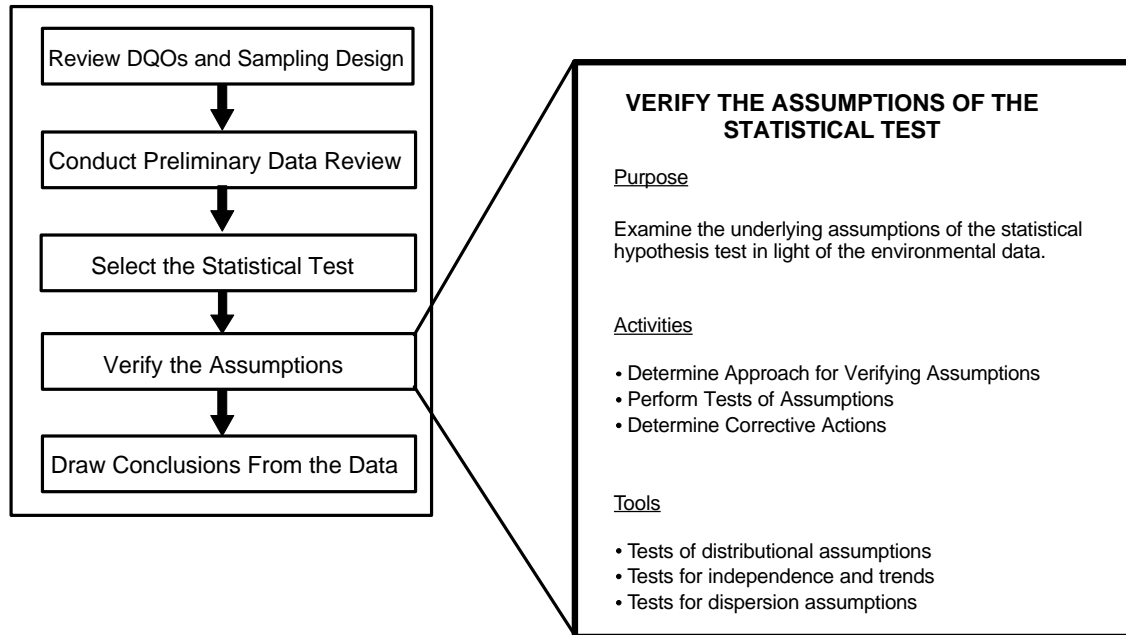 Review DQOs and Sampling Design
Conduct Preliminary Data Review
Select the Statistical Test
Verify the Assumptions
Draw Conclusions From the Data
VERIFY THE ASSUMPTIONS OF THE
STATISTICAL TEST
Purpose
Examine the underlying assumptions of the statistical
hypothesis test in light of the environmental data.
Activities
• Determine Approach for Verifying Assumptions
• Perform Tests of Assumptions
• Determine Corrective Actions
Tools
• Tests of distributional assumptions
• Tests for independence and trends
• Tests for dispersion assumptions